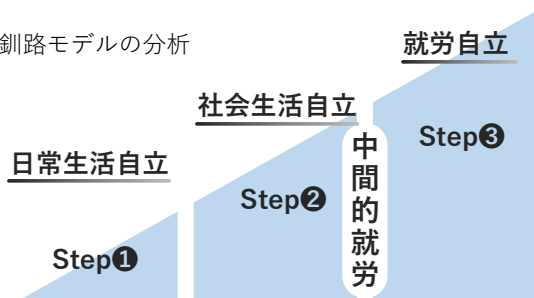 釧路モデルの分析
就労自立
社会生活自立
Step❸
中間的就労
日常生活自立
Step❷
Step❶